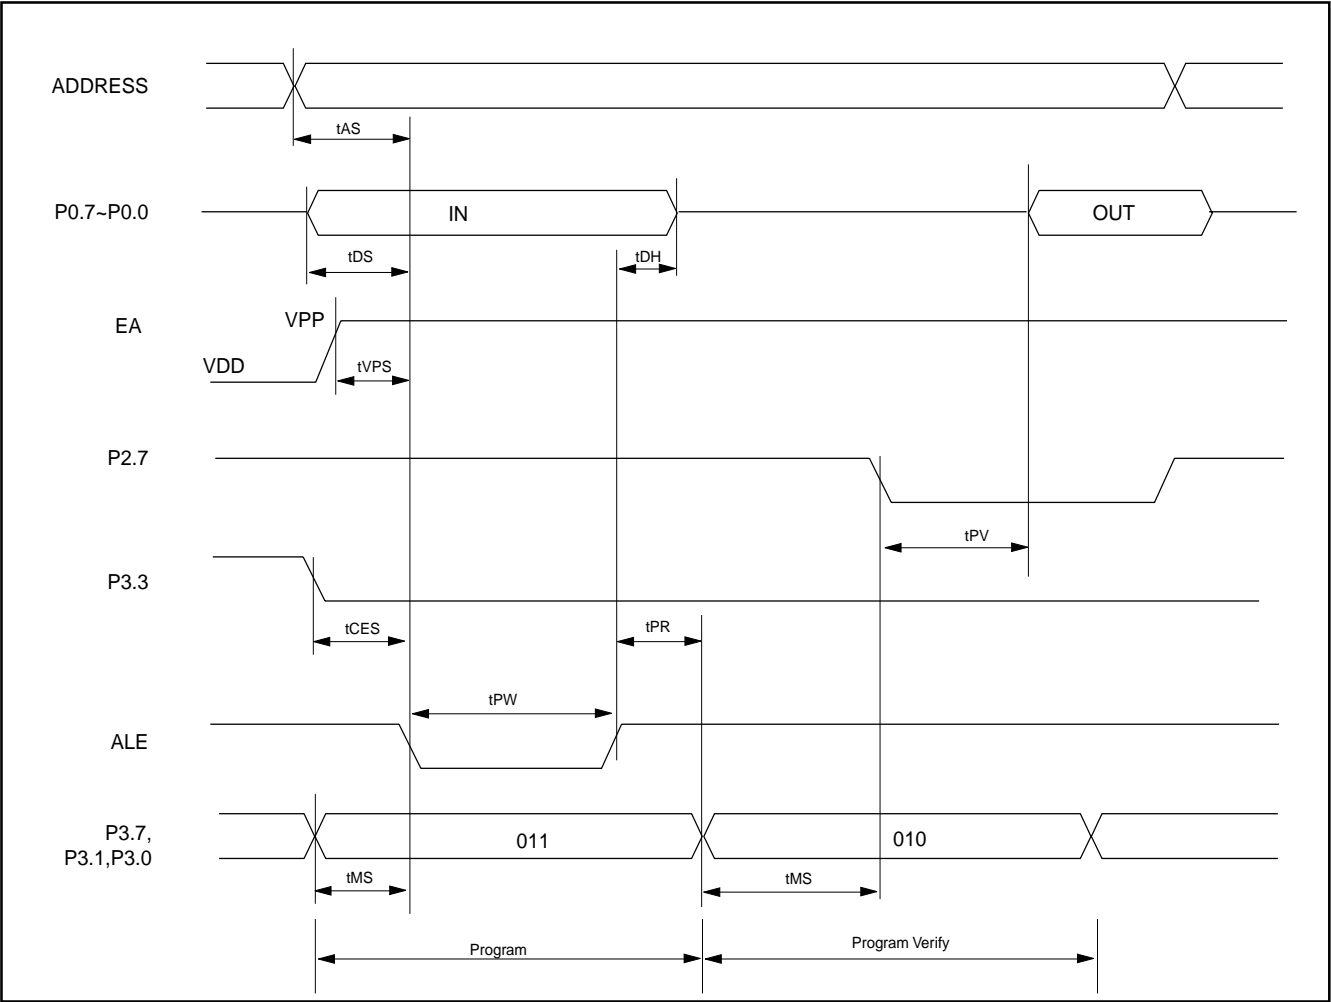 ADDRESS
tAS
P0.7~P0.0
IN
OUT
tDS
tDH
EA
VPP
VDD
tVPS
P2.7
tPV
P3.3
tCES
tPR
tPW
ALE
P3.7,
P3.1,P3.0
011
010
tMS
tMS
Program
Program Verify